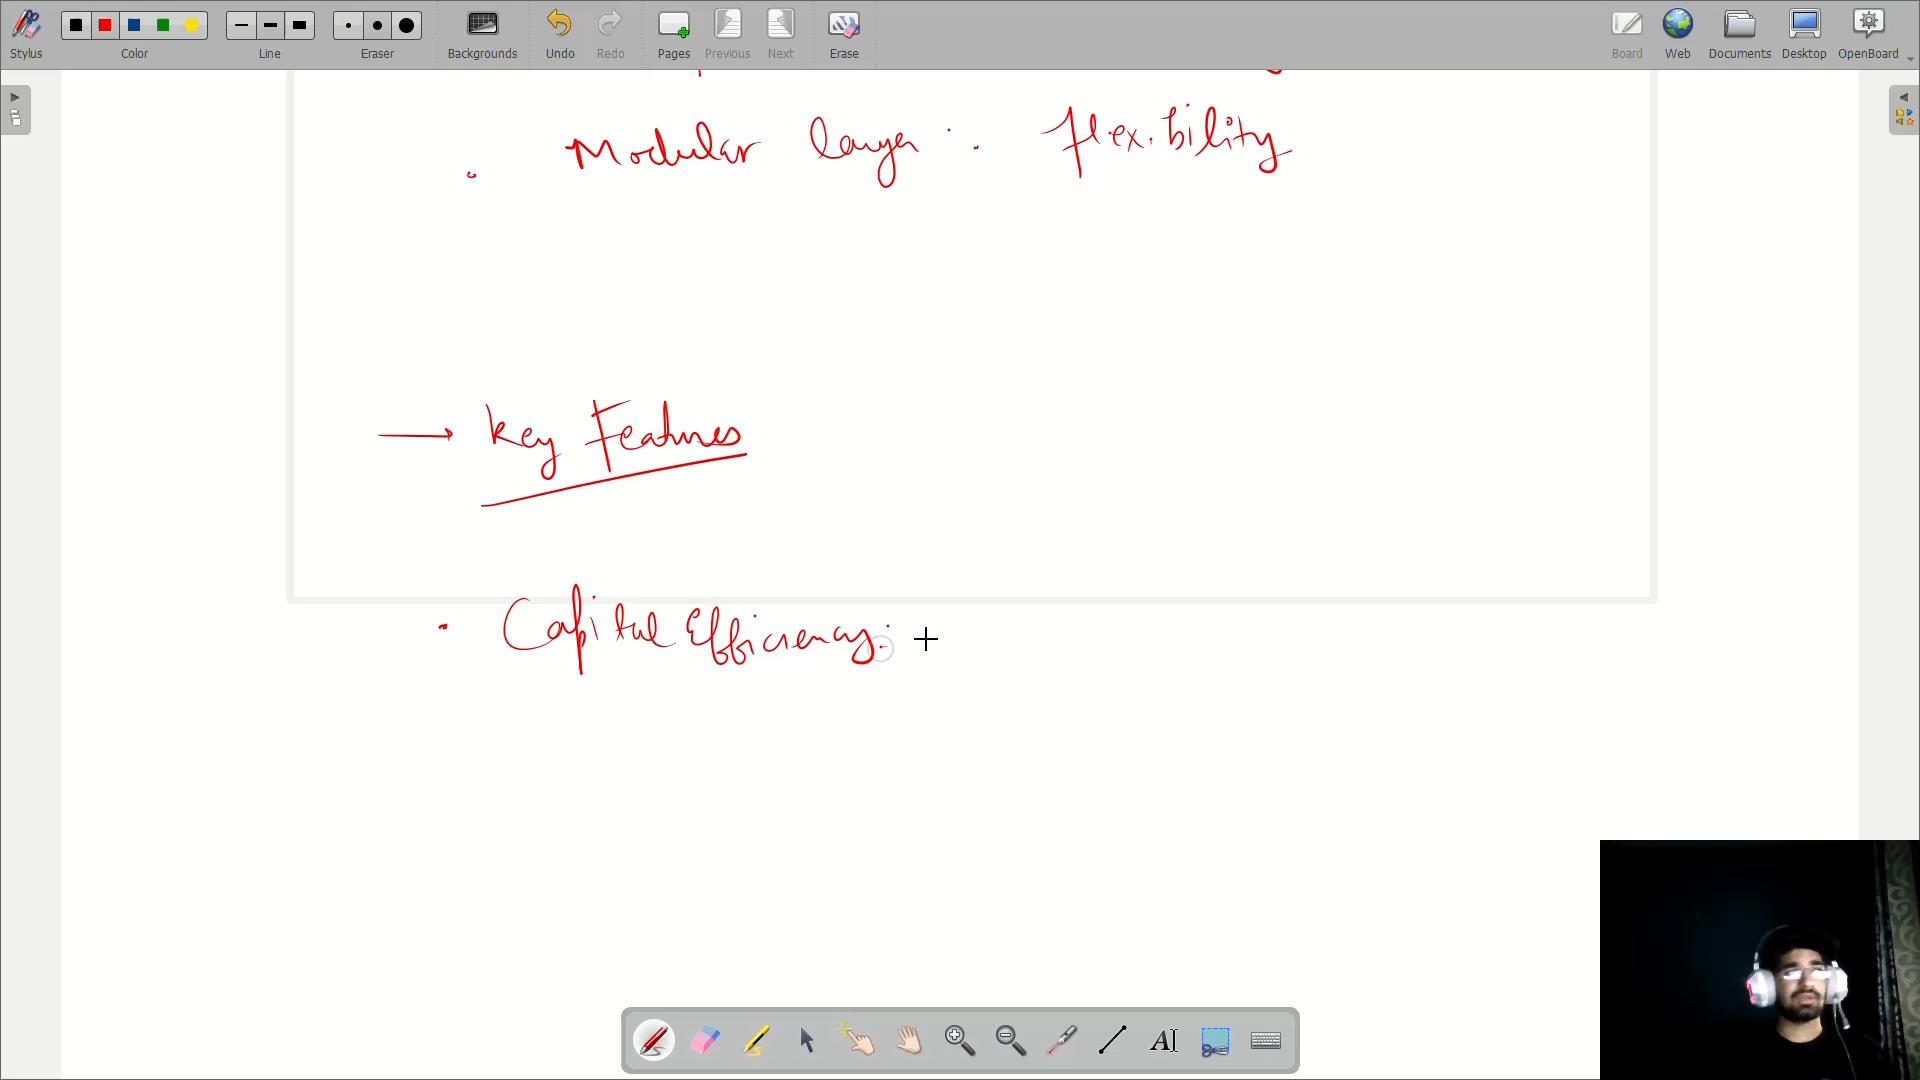 Stylus Color Line Eraser Backgrounds Undo Redo Pages Previous Next Erase Board Web Documents Desktop OpenBoard
• Modular layer : flexibility
→ Key Features
• Capital Efficiency :